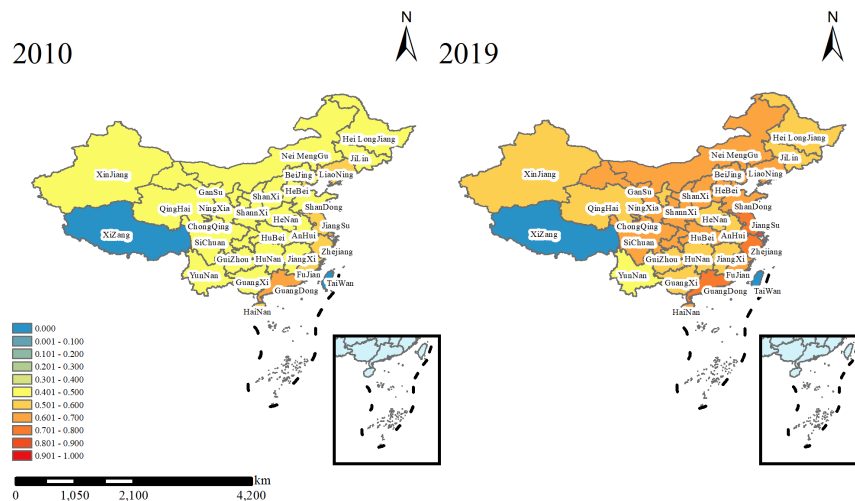 N
N
2010
2019
Hei LongJiang
JiLin
Nei MengGu
LiaoNing
BeiJing
XinJiang
HeBei
GanSu
ShanXi
QingHai
NingXia
ShanDong
ShannXi
HeNan
ChongQing
JiangSu
XiZang
SiChuan
HuBei
AnHui
Zhejiang
GuiZhou
HuNan
JiangXi
YunNan
FuJian
GuangXi
GuangDong
TaiWan
HaiNan
Hei LongJiang
JiLin
Nei MengGu
LiaoNing
BeiJing
XinJiang
HeBei
GanSu
ShanXi
QingHai
NingXia
ShanDong
ShannXi
HeNan
ChongQing
JiangSu
XiZang
SiChuan
HuBei
AnHui
Zhejiang
GuiZhou
HuNan
JiangXi
YunNan
FuJian
GuangXi
GuangDong
TaiWan
HaiNan
0.000
0.001 - 0.100
0.101 - 0.200
0.201 - 0.300
0.301 - 0.400
0.401 - 0.500
0.501 - 0.600
0.601 - 0.700
0.701 - 0.800
0.801 - 0.900
0.901 - 1.000
km
0 1,050 2,100 4,200